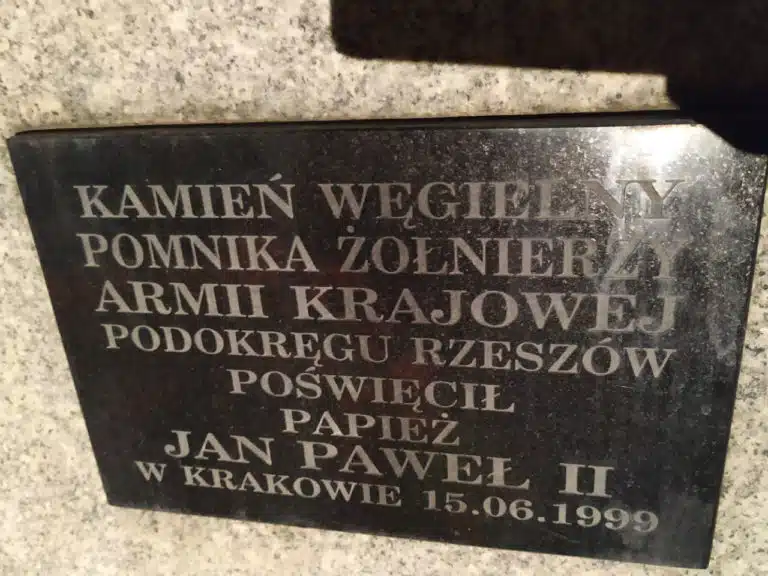 KAMIEŃ WĘGIELNY
POMNIKA ŻOŁNIERZY
ARMII KRAJOWEJ
PODOKRĘGU RZESZÓW
POŚWIĘCIŁ
PAPIEŻ
JAN PAWEŁ II
W KRAKOWIE 15.06.1999